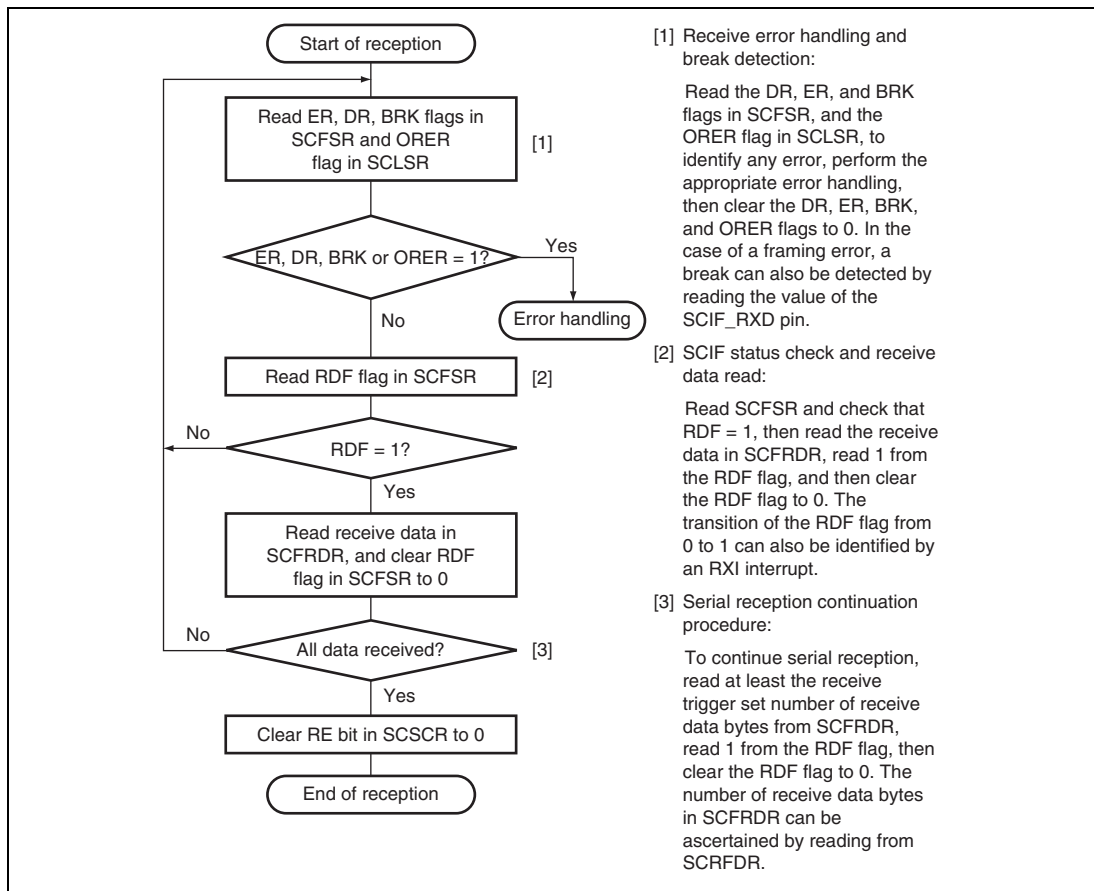 Start of reception
Read ER, DR, BRK flags in
SCFSR and ORER
flag in SCLSR
[1]
ER, DR, BRK or ORER = 1?
Yes
Error handling
No
Read RDF flag in SCFSR
[2]
No
RDF = 1?
Yes
Read receive data in
SCFRDR, and clear RDF
flag in SCFSR to 0
No
All data received?
[3]
Yes
Clear RE bit in SCSCR to 0
End of reception
[1] Receive error handling and
break detection:
Read the DR, ER, and BRK
flags in SCFSR, and the
ORER flag in SCLSR, to
identify any error, perform the
appropriate error handling,
then clear the DR, ER, BRK,
and ORER flags to 0. In the
case of a framing error, a
break can also be detected by
reading the value of the
SCIF_RXD pin.
[2] SCIF status check and receive
data read:
Read SCFSR and check that
RDF = 1, then read the receive
data in SCFRDR, read 1 from
the RDF flag, and then clear
the RDF flag to 0. The
transition of the RDF flag from
0 to 1 can also be identified by
an RXI interrupt.
[3] Serial reception continuation
procedure:
To continue serial reception,
read at least the receive
trigger set number of receive
data bytes from SCFRDR,
read 1 from the RDF flag, then
clear the RDF flag to 0. The
number of receive data bytes
in SCFRDR can be
ascertained by reading from
SCRFDR.